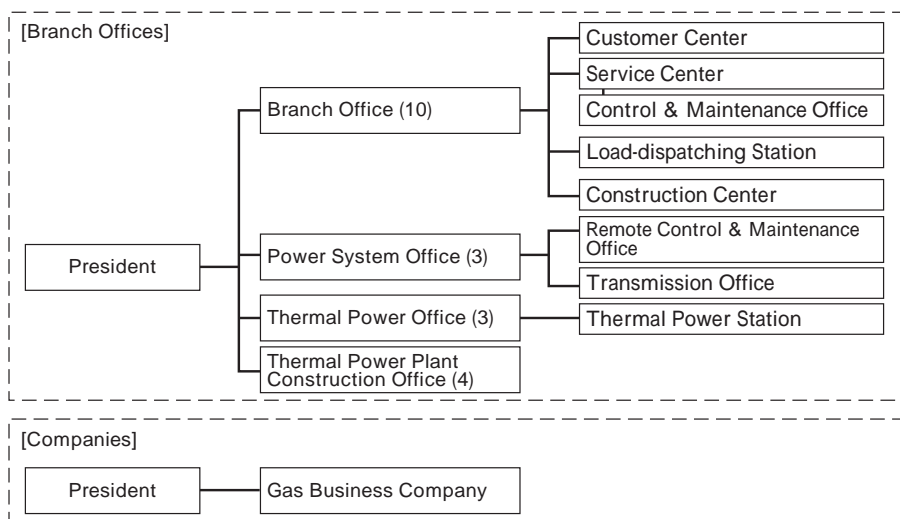 [Branch Offices]
Customer Center
Service Center
Branch Office (10)
Control & Maintenance Office
Load-dispatching Station
Construction Center
Remote Control & Maintenance
Office
President
Power System Office (3)
Transmission Office
Thermal Power Office (3)
Thermal Power Station
Thermal Power Plant
Construction Office (4)
[Companies]
President
Gas Business Company